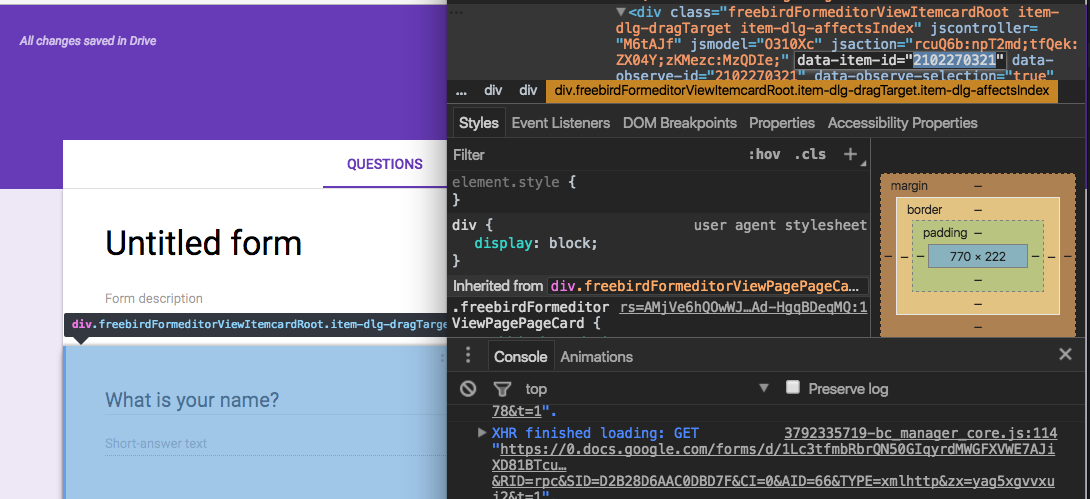 All changes saved in Drive
QUESTIONS
Untitled form
Form description
div.freebirdFormeditorViewItemcardRoot.item-dlg-dragTarge
What is your name?
Short-answer text
<div class="freebirdFormeditorViewItemcardRoot item-
dlg-dragTarget item-dlg-affectsIndex" jscontroller=
"M6tAJf" jsmodel="O310Xc" jsaction="rcuQ6b:npT2md;tfQek:
ZX04Y;zKMezc:MzQDIe;" data-item-id="2102270321" data-
observe-id="2102270321" data-observe-selection="true"
... div div div.freebirdFormeditorViewItemcardRoot.item-dlg-dragTarget.item-dlg-affectsIndex
Styles Event Listeners DOM Breakpoints Properties Accessibility Properties
Filter :hov .cls +
element.style {
}
div { user agent stylesheet
display: block;
}
Inherited from div.freebirdFormeditorViewPagePageCa…
.freebirdFormeditor rs=AMjVe6hQOwWJ…Ad-HgqBDeqMQ:1
ViewPagePageCard {
margin –
border –
padding –
– – – 770 × 222 – – –
–
–
–
Console Animations
top Preserve log
78&t=1".
XHR finished loading: GET 3792335719-bc_manager_core.js:114
"https://0.docs.google.com/forms/d/1Lc3tfmbRbrQN50GIqyrdMWGFXVWE7AJi
XD81BTcu…
&RID=rpc&SID=D2B28D6AAC0DBD7F&CI=0&AID=66&TYPE=xmlhttp&zx=yag5xgvvxu